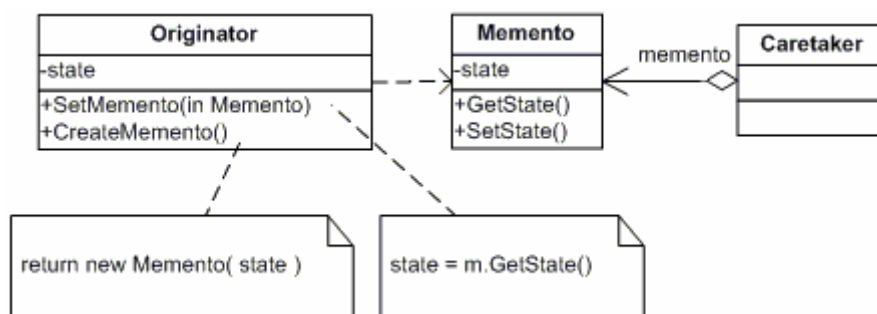 Originator
-state
+SetMemento(in Memento)
+CreateMemento()
Memento
-state
+GetState()
+SetState()
memento
Caretaker
return new Memento( state )
state = m.GetState()